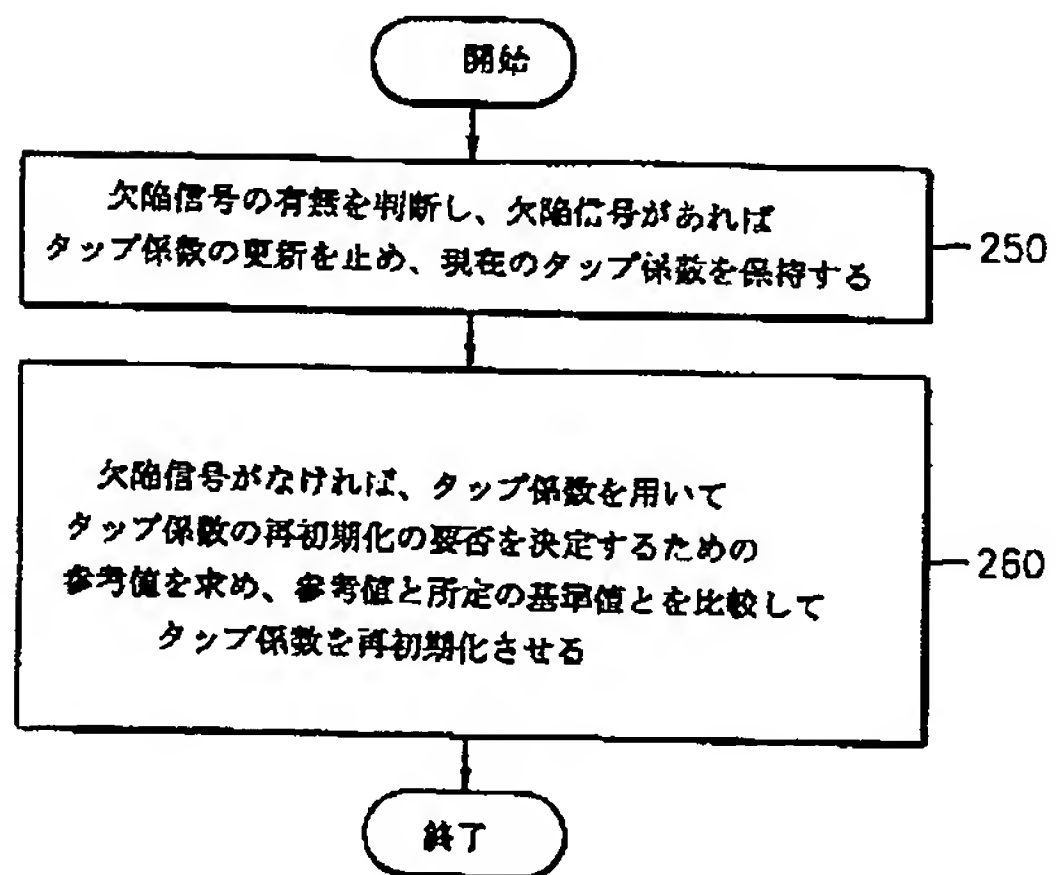 開始
欠陥信号の有無を判断し、欠陥信号があれば
タップ係数の更新を止め、現在のタップ係数を保持する
250
欠陥信号がなければ、タップ係数を用いて
タップ係数の再初期化の要否を決定するための
参考値を求め、参考値と所定の基準値とを比較して
タップ係数を再初期化させる
260
終了